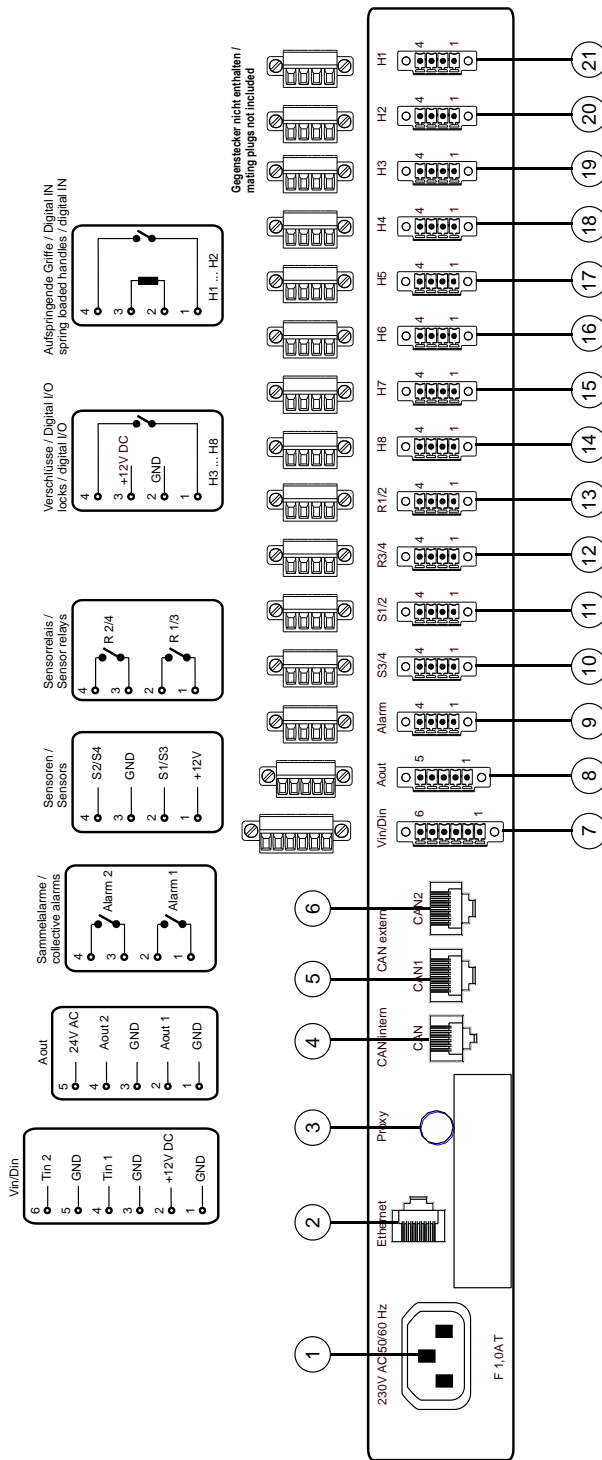 Vin/Din
6 Tin 2
5 GND
4 Tin 1
3 GND
2 +12V DC
1 GND
Aout
5 24V AC
4 Aout 2
3 GND
2 Aout 1
1 GND
Sammelalarme /
collective alarms
4
Alarm 2
3
2
Alarm 1
1
Sensoren /
Sensors
4 S2/S4
3 GND
2 S1/S3
1 +12V
Sensorrelais /
Sensor relays
4
R 2/4
3
2
R 1/3
1
Verschlüsse / Digital I/O
locks / digital I/O
4
3 +12V DC
2 GND
1
H3 ... H8
Aufspringende Griffe / Digital IN
spring loaded handles / digital IN
4
3
2
1
H1 ... H2
Gegenstecker nicht enthalten /
mating plugs not included
1
2
3
4
5
6
230V AC 50/60 Hz
F 1,0A T
Ethernet
Proxy
CAN intern
CAN
CAN extern
CAN1
CAN2
Vin/Din
6
1
Aout
5
1
Alarm
4
1
S3/4
4
1
S1/2
4
1
R3/4
4
1
R1/2
4
1
H8
4
1
H7
4
1
H6
4
1
H5
4
1
H4
4
1
H3
4
1
H2
4
1
H1
4
1
7
8
9
10
11
12
13
14
15
16
17
18
19
20
21